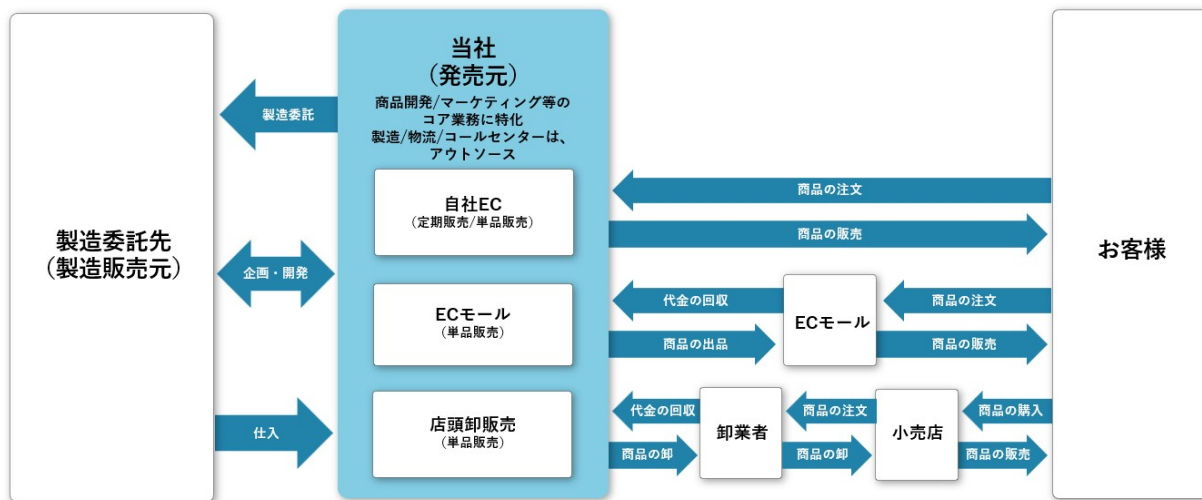 製造委託先
（製造販売元）
製造委託
企画・開発
仕入
当社
（発売元）
商品開発/マーケティング等の
コア業務に特化
製造/物流/コールセンターは、
アウトソース
自社EC
（定期販売/単品販売）
ECモール
（単品販売）
店頭卸販売
（単品販売）
商品の注文
商品の販売
代金の回収
商品の出品
ECモール
商品の注文
商品の販売
代金の回収
商品の卸
卸業者
商品の注文
商品の卸
小売店
商品の購入
商品の販売
お客様